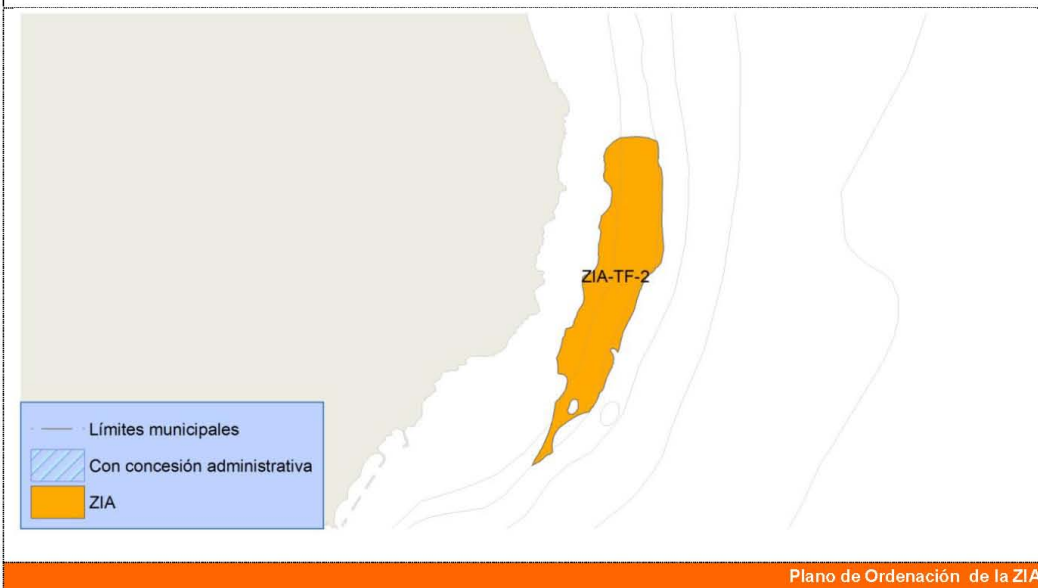 ZIA-TF-2
Límites municipales
Con concesión administrativa
ZIA
Plano de Ordenación de la ZIA